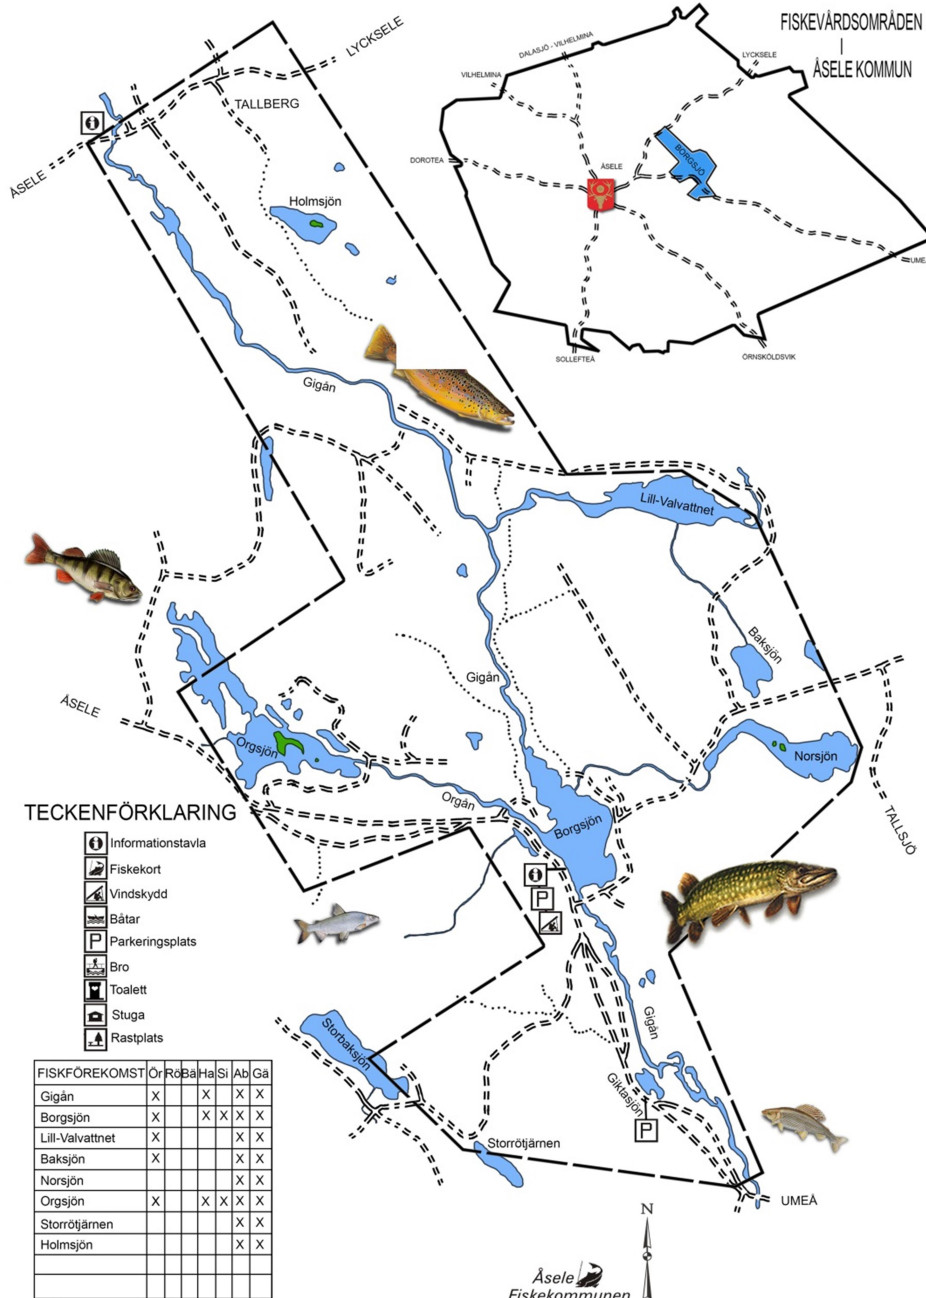 FISKEVÅRDSOMRÅDEN
I
ÅSELE KOMMUN
DALASJÖ - VILHELMINA
VILHELMINA
LYCKSELE
DOROTEA
ÅSELE
BORGSJÖ
UMEÅ
SOLLEFTEÅ
ÖRNSKÖLDSVIK
LYCKSELE
TALLBERG
ÅSELE
Holmsjön
Gigån
Lill-Valvattnet
Baksjön
Gigån
ÅSELE
Orgsjön
Norsjön
Orgån
Borgsjön
TALLSJÖ
P
Gigån
Storbaksjön
Giktasjön
P
Storrötjärnen
UMEÅ
TECKENFÖRKLARING
Informationstavla
Fiskekort
Vindskydd
Båtar
P Parkeringsplats
Bro
Toalett
Stuga
Rastplats
FISKFÖREKOMST Ör Rö Bä Ha Si Ab Gä
Gigån X X X X
Borgsjön X X X X X
Lill-Valvattnet X X X
Baksjön X X X
Norsjön X X
Orgsjön X X X X X
Storrötjärnen X X
Holmsjön X X
N
Åsele
Fiskekommunen